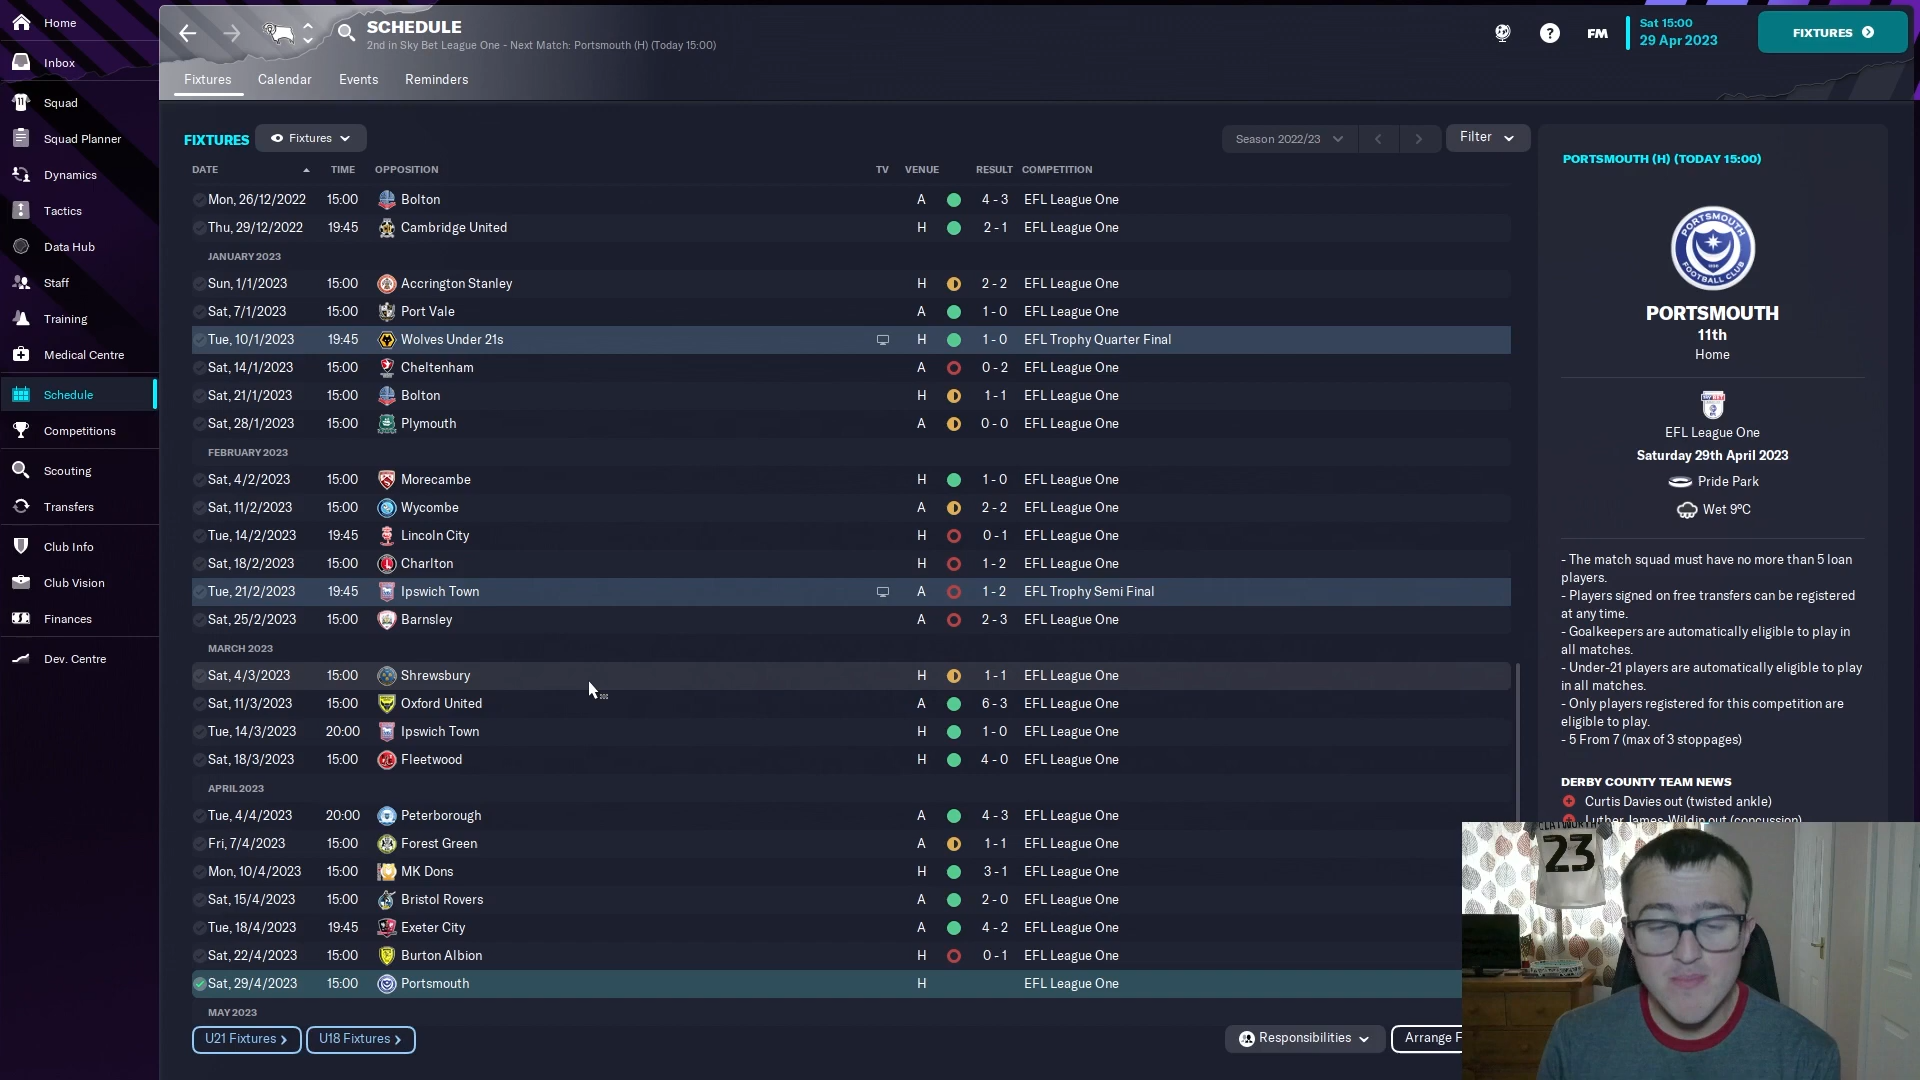 Home
Inbox
Squad
Squad Planner
Dynamics
Tactics
Data Hub
Staff
Training
Medical Centre
Schedule
Competitions
Scouting
Transfers
Club Info
Club Vision
Finances
Dev. Centre
SCHEDULE
2nd in Sky Bet League One - Next Match: Portsmouth (H) (Today 15:00)
FM
Sat 15:00
29 Apr 2023
FIXTURES
Fixtures Calendar Events Reminders
FIXTURES Fixtures Season 2022/23 Filter
DATE TIME OPPOSITION TV VENUE RESULT COMPETITION
Mon, 26/12/2022 15:00 Bolton A 4 - 3 EFL League One
Thu, 29/12/2022 19:45 Cambridge United H 2 - 1 EFL League One
JANUARY 2023
Sun, 1/1/2023 15:00 Accrington Stanley H 2 - 2 EFL League One
Sat, 7/1/2023 15:00 Port Vale A 1 - 0 EFL League One
Tue, 10/1/2023 19:45 Wolves Under 21s H 1 - 0 EFL Trophy Quarter Final
Sat, 14/1/2023 15:00 Cheltenham A 0 - 2 EFL League One
Sat, 21/1/2023 15:00 Bolton H 1 - 1 EFL League One
Sat, 28/1/2023 15:00 Plymouth A 0 - 0 EFL League One
FEBRUARY 2023
Sat, 4/2/2023 15:00 Morecambe H 1 - 0 EFL League One
Sat, 11/2/2023 15:00 Wycombe A 2 - 2 EFL League One
Tue, 14/2/2023 19:45 Lincoln City H 0 - 1 EFL League One
Sat, 18/2/2023 15:00 Charlton H 1 - 2 EFL League One
Tue, 21/2/2023 19:45 Ipswich Town A 1 - 2 EFL Trophy Semi Final
Sat, 25/2/2023 15:00 Barnsley A 2 - 3 EFL League One
MARCH 2023
Sat, 4/3/2023 15:00 Shrewsbury H 1 - 1 EFL League One
Sat, 11/3/2023 15:00 Oxford United A 6 - 3 EFL League One
Tue, 14/3/2023 20:00 Ipswich Town H 1 - 0 EFL League One
Sat, 18/3/2023 15:00 Fleetwood H 4 - 0 EFL League One
APRIL 2023
Tue, 4/4/2023 20:00 Peterborough A 4 - 3 EFL League One
Fri, 7/4/2023 15:00 Forest Green A 1 - 1 EFL League One
Mon, 10/4/2023 15:00 MK Dons H 3 - 1 EFL League One
Sat, 15/4/2023 15:00 Bristol Rovers A 2 - 0 EFL League One
Tue, 18/4/2023 19:45 Exeter City A 4 - 2 EFL League One
Sat, 22/4/2023 15:00 Burton Albion H 0 - 1 EFL League One
Sat, 29/4/2023 15:00 Portsmouth H EFL League One
MAY 2023
U21 Fixtures U18 Fixtures Responsibilities Arrange F
PORTSMOUTH (H) (TODAY 15:00)
PORTSMOUTH
FOOTBALL CLUB
PORTSMOUTH
11th
Home
EFL League One
Saturday 29th April 2023
Pride Park
Wet 9ºC
- The match squad must have no more than 5 loan
players.
- Players signed on free transfers can be registered
at any time.
- Goalkeepers are automatically eligible to play in
all matches.
- Under-21 players are automatically eligible to play
in all matches.
- Only players registered for this competition are
eligible to play.
- 5 From 7 (max of 3 stoppages)
DERBY COUNTY TEAM NEWS
Curtis Davies out (twisted ankle)
Luther James-Wildin out (concussion)
23